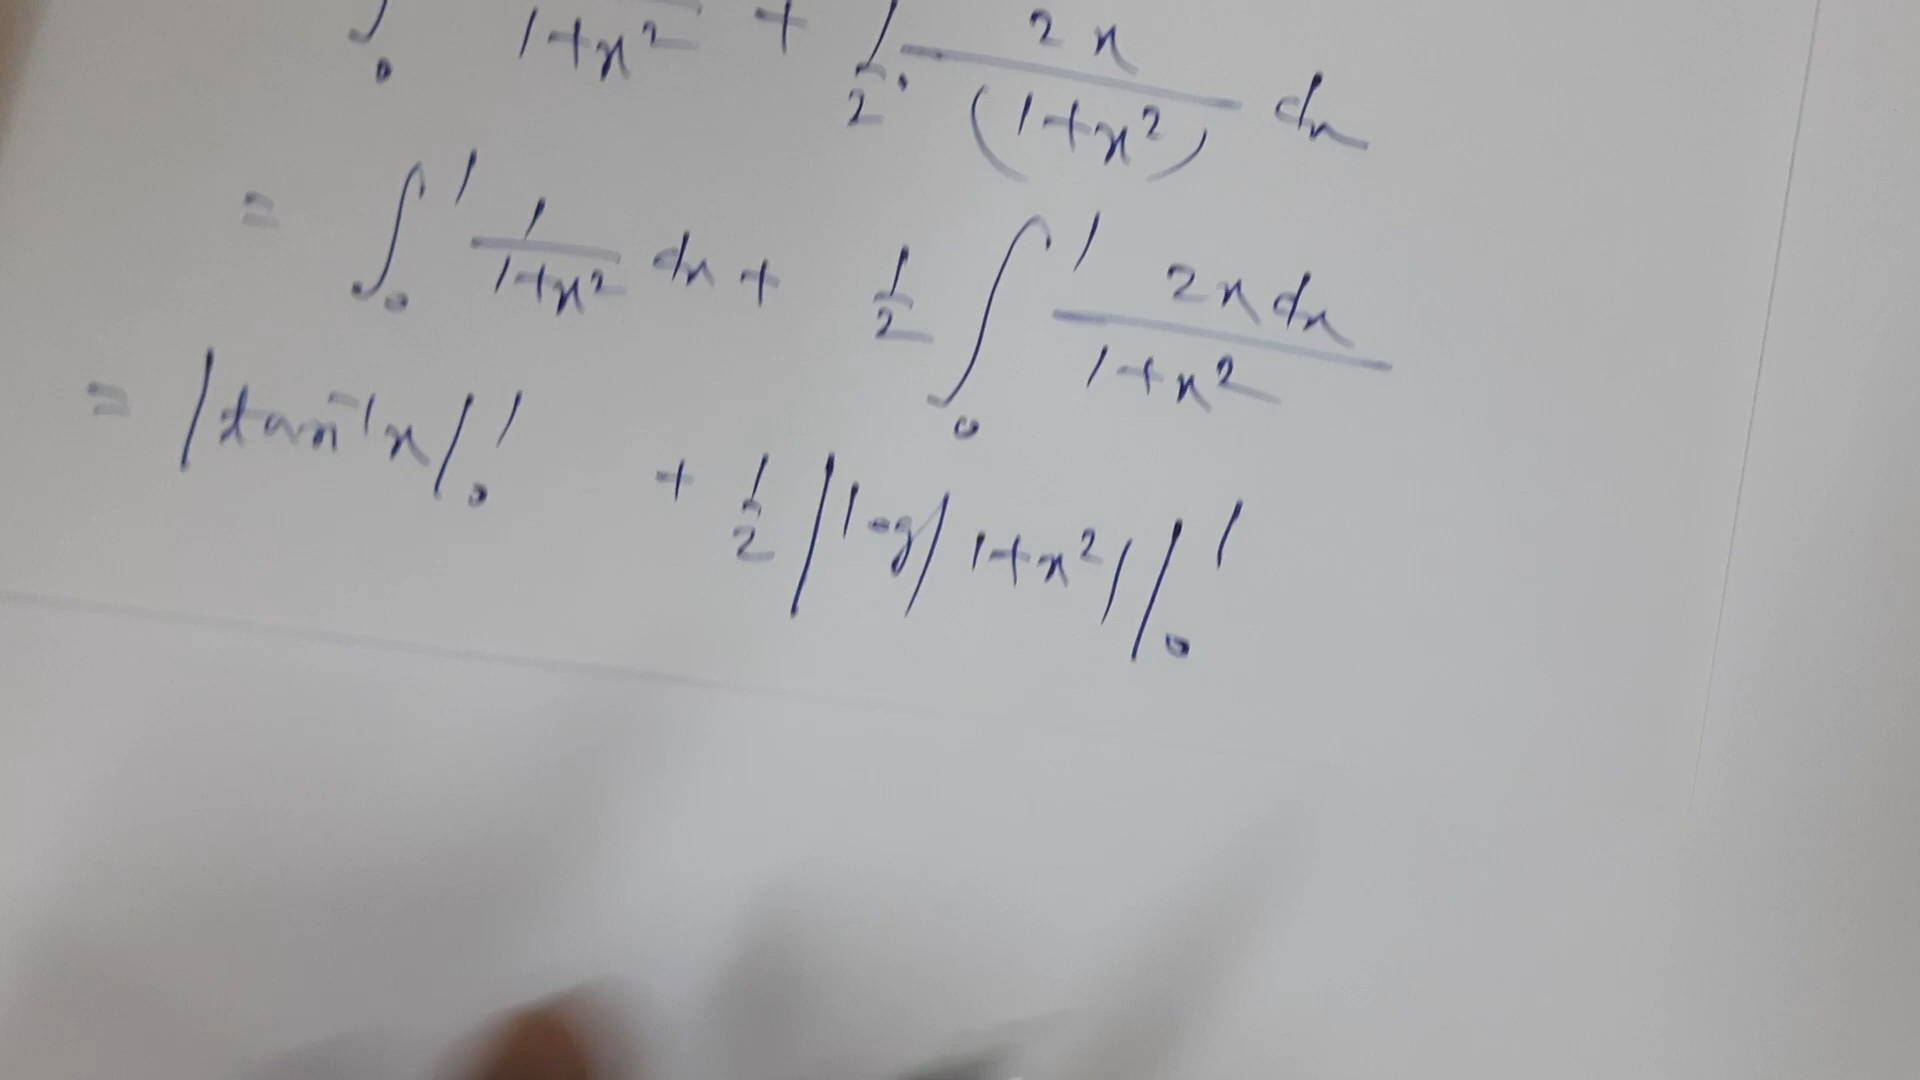 ∫₀ 1+x² + 1/2 · 2x/(1+x²) dx
= ∫₀¹ 1/(1+x²) dx + 1/2 ∫₀¹ 2x dx/(1+x²)
= |tan⁻¹x|₀¹ + 1/2 |log|1+x²||₀¹